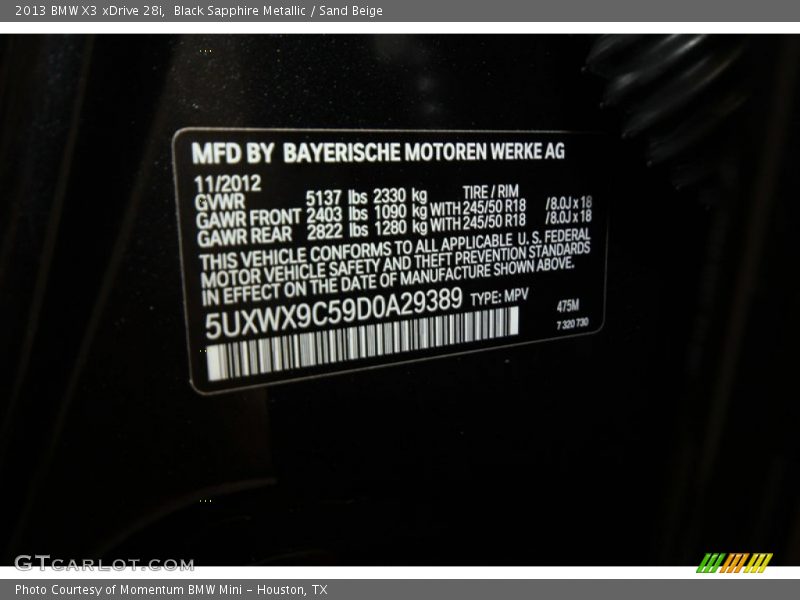 2013 BMW X3 xDrive 28i, Black Sapphire Metallic / Sand Beige
MFD BY BAYERISCHE MOTOREN WERKE AG
11/2012
GVWR 5137 lbs 2330 kg TIRE / RIM
GAWR FRONT 2403 lbs 1090 kg WITH 245/50 R18 /8.0J x 18
GAWR REAR 2822 lbs 1280 kg WITH 245/50 R18 /8.0J x 18
THIS VEHICLE CONFORMS TO ALL APPLICABLE U. S. FEDERAL
MOTOR VEHICLE SAFETY AND THEFT PREVENTION STANDARDS
IN EFFECT ON THE DATE OF MANUFACTURE SHOWN ABOVE.
5UXWX9C59D0A29389 TYPE: MPV 475M
7 320 730
GTCARLOT.COM
Photo Courtesy of Momentum BMW Mini - Houston, TX